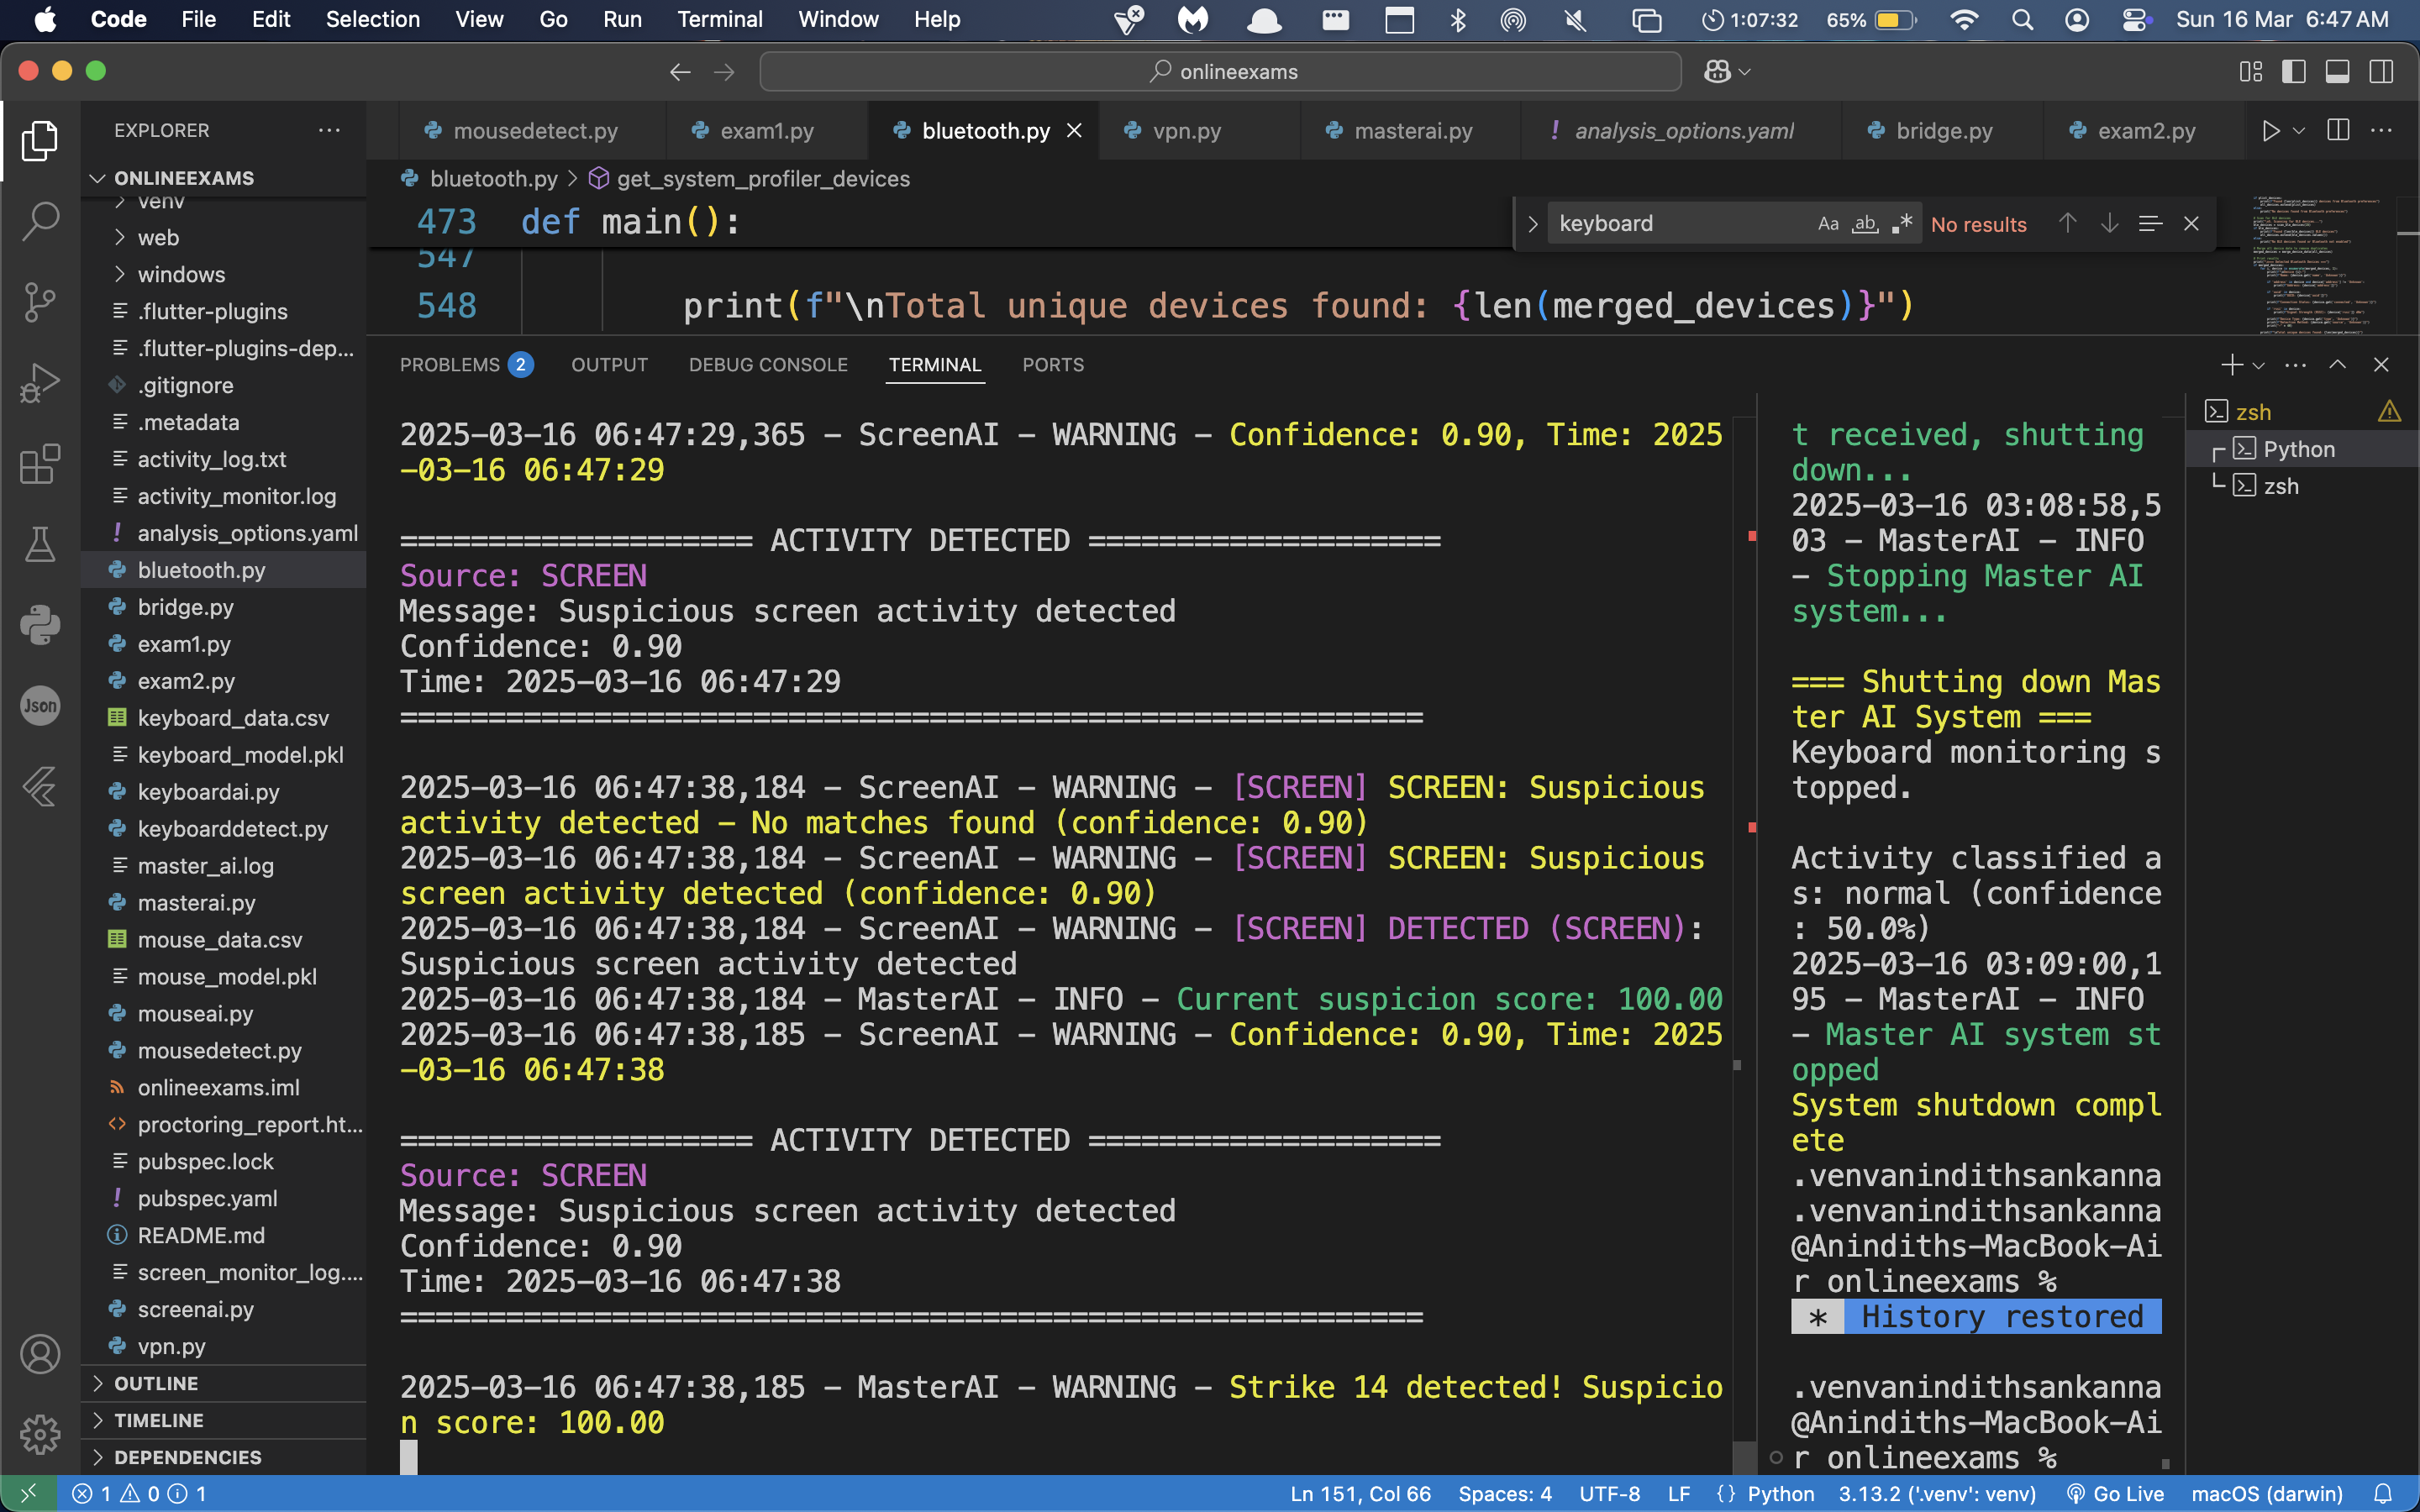 Code File Edit Selection View Go Run Terminal Window Help 1:07:32 65% Sun 16 Mar 6:47 AM
onlineexams
EXPLORER
ONLINEEXAMS
venv
web
windows
.flutter-plugins
.flutter-plugins-dep...
.gitignore
.metadata
activity_log.txt
activity_monitor.log
analysis_options.yaml
bluetooth.py
bridge.py
exam1.py
exam2.py
keyboard_data.csv
keyboard_model.pkl
keyboardai.py
keyboarddetect.py
master_ai.log
masterai.py
mouse_data.csv
mouse_model.pkl
mouseai.py
mousedetect.py
onlineexams.iml
proctoring_report.ht...
pubspec.lock
pubspec.yaml
README.md
screen_monitor_log....
screenai.py
vpn.py
OUTLINE
TIMELINE
DEPENDENCIES
Json
mousedetect.py exam1.py bluetooth.py vpn.py masterai.py analysis_options.yaml bridge.py exam2.py
bluetooth.py > get_system_profiler_devices
473 def main():
keyboard Aa ab No results
547
548 print(f"\nTotal unique devices found: {len(merged_devices)}")
PROBLEMS 2 OUTPUT DEBUG CONSOLE TERMINAL PORTS
2025-03-16 06:47:29,365 - ScreenAI - WARNING - Confidence: 0.90, Time: 2025
-03-16 06:47:29
==================== ACTIVITY DETECTED ====================
Source: SCREEN
Message: Suspicious screen activity detected
Confidence: 0.90
Time: 2025-03-16 06:47:29
==========================================================
2025-03-16 06:47:38,184 - ScreenAI - WARNING - [SCREEN] SCREEN: Suspicious
activity detected - No matches found (confidence: 0.90)
2025-03-16 06:47:38,184 - ScreenAI - WARNING - [SCREEN] SCREEN: Suspicious
screen activity detected (confidence: 0.90)
2025-03-16 06:47:38,184 - ScreenAI - WARNING - [SCREEN] DETECTED (SCREEN):
Suspicious screen activity detected
2025-03-16 06:47:38,184 - MasterAI - INFO - Current suspicion score: 100.00
2025-03-16 06:47:38,185 - ScreenAI - WARNING - Confidence: 0.90, Time: 2025
-03-16 06:47:38
==================== ACTIVITY DETECTED ====================
Source: SCREEN
Message: Suspicious screen activity detected
Confidence: 0.90
Time: 2025-03-16 06:47:38
==========================================================
2025-03-16 06:47:38,185 - MasterAI - WARNING - Strike 14 detected! Suspicio
n score: 100.00
t received, shutting
down...
2025-03-16 03:08:58,5
03 - MasterAI - INFO
- Stopping Master AI
system...
=== Shutting down Mas
ter AI System ===
Keyboard monitoring s
topped.
Activity classified a
s: normal (confidence
: 50.0%)
2025-03-16 03:09:00,1
95 - MasterAI - INFO
- Master AI system st
opped
System shutdown compl
ete
.venvanindithsankanna
.venvanindithsankanna
@Anindiths-MacBook-Ai
r onlineexams %
* History restored
.venvanindithsankanna
@Anindiths-MacBook-Ai
r onlineexams %
zsh
Python
zsh
1 0 1 Ln 151, Col 66 Spaces: 4 UTF-8 LF {} Python 3.13.2 ('.venv': venv) Go Live macOS (darwin)